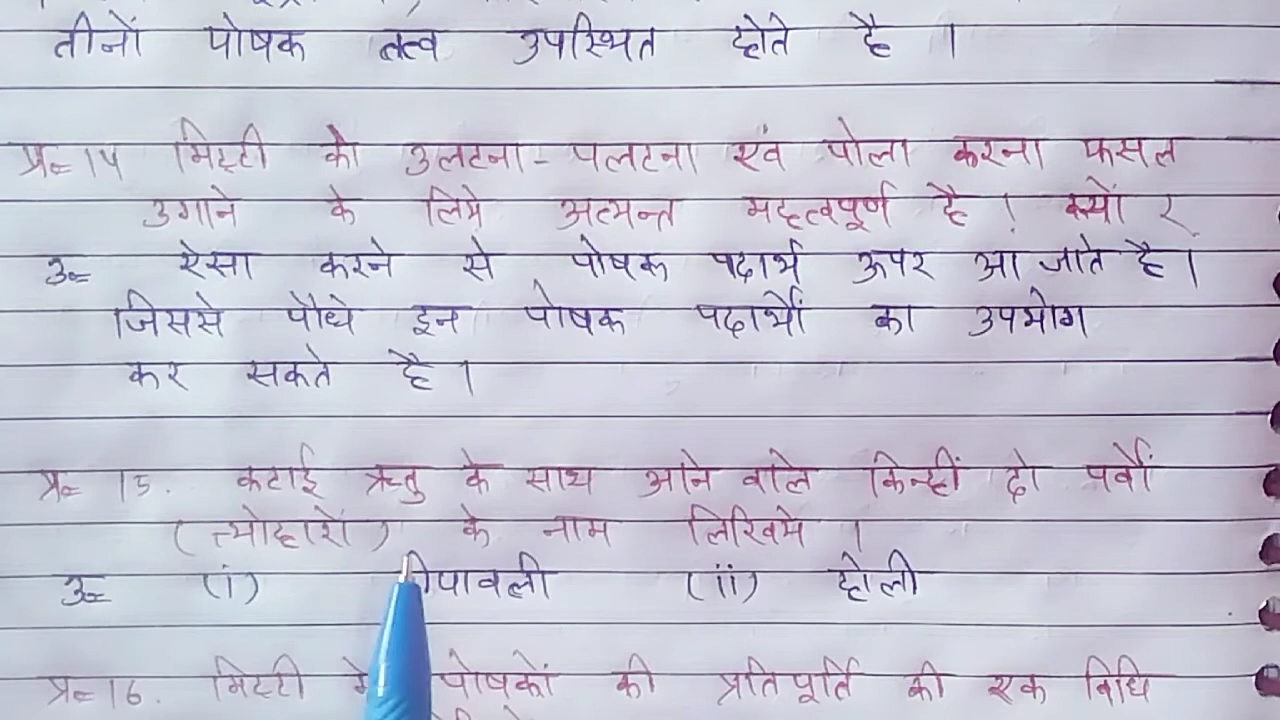 तीनों पोषक तत्व उपस्थित होते है ।
प्र= 14 मिट्टी को उलटना - पलटना एवं पोला करना फसल
उगाने के लिये अत्यन्त महत्वपूर्ण है । क्यों ?
उ= ऐसा करने से पोषक पदार्थ ऊपर आ जाते है ।
जिससे पौधे इन पोषक पदार्थों का उपयोग
कर सकते है ।
प्र= 15. कटाई ऋतु के साथ आने वाले किन्हीं दो पर्वों
(त्योहारों) के नाम लिखिये ।
उ= (i) दीपावली (ii) होली
प्र= 16. मिट्टी में पोषकों की प्रतिपूर्ति की एक विधि